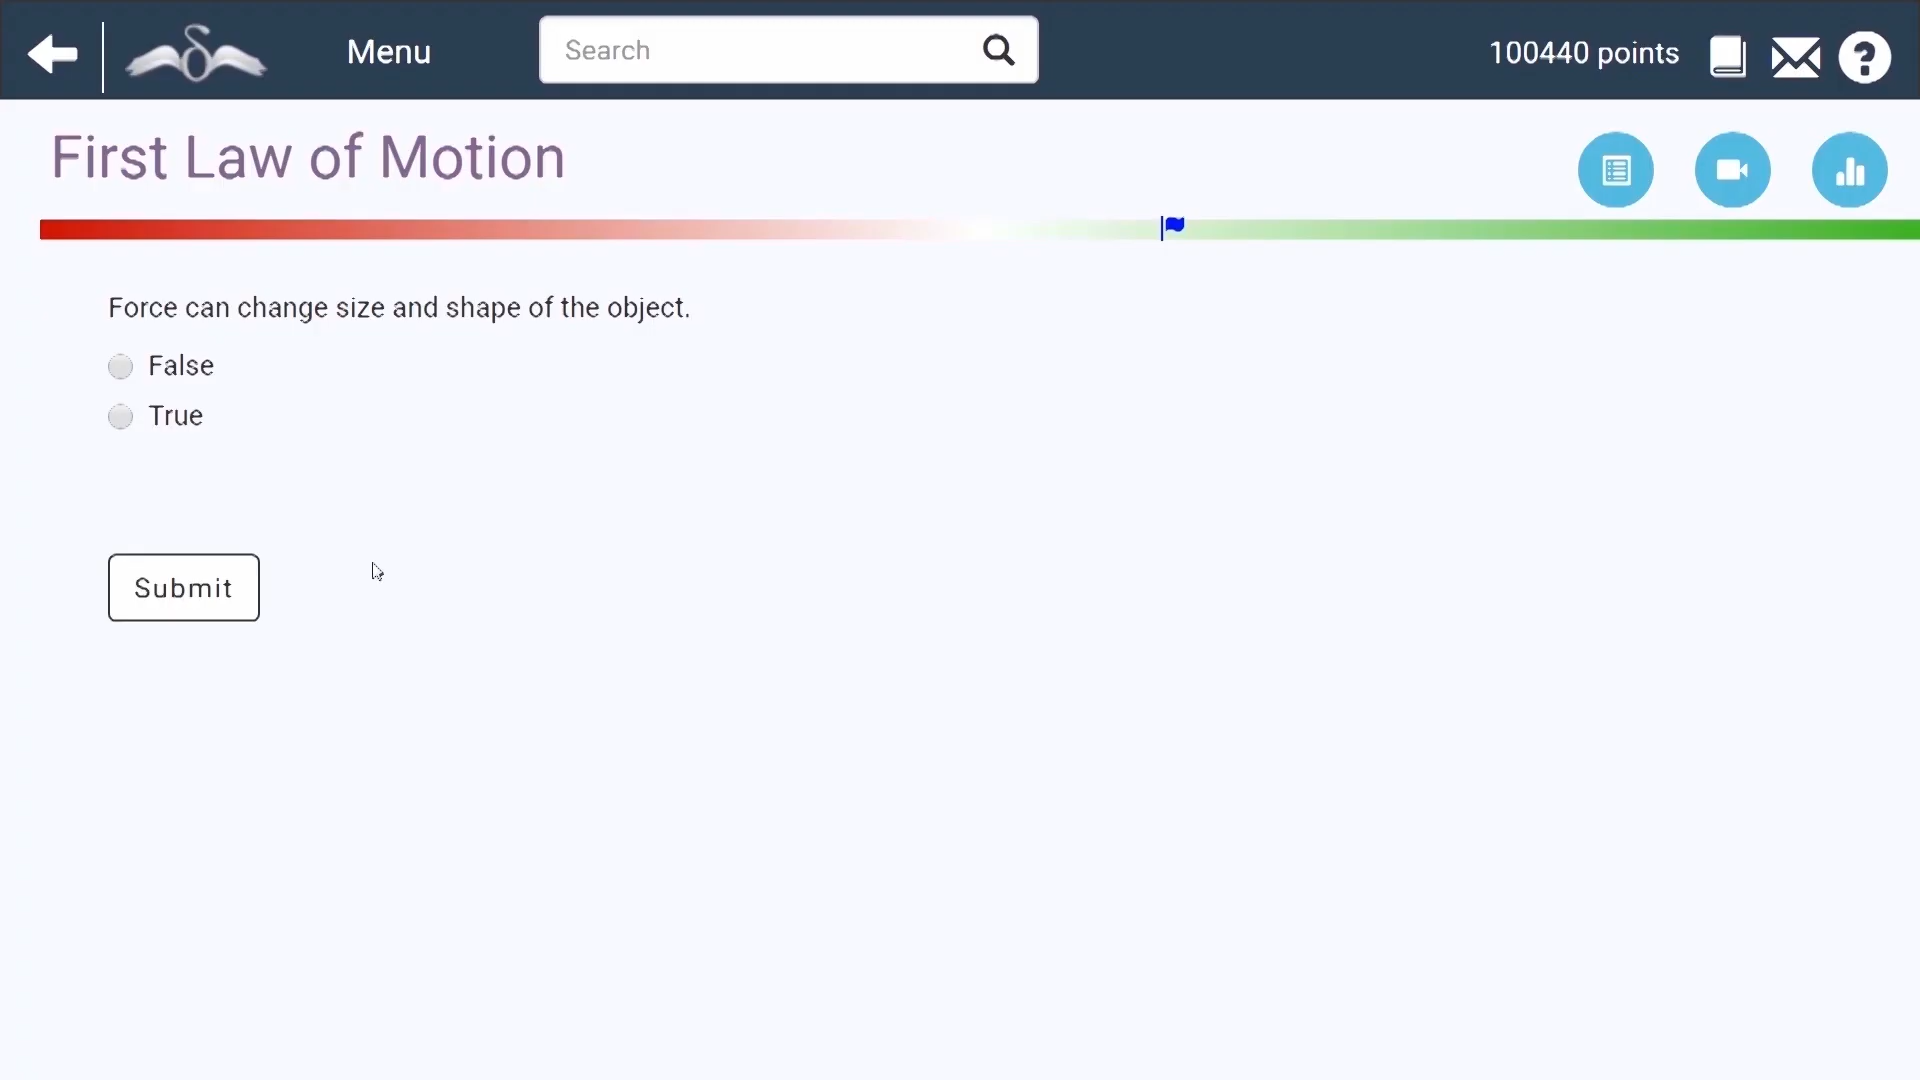 Menu
Search
100440 points
First Law of Motion
Force can change size and shape of the object.
False
True
Submit